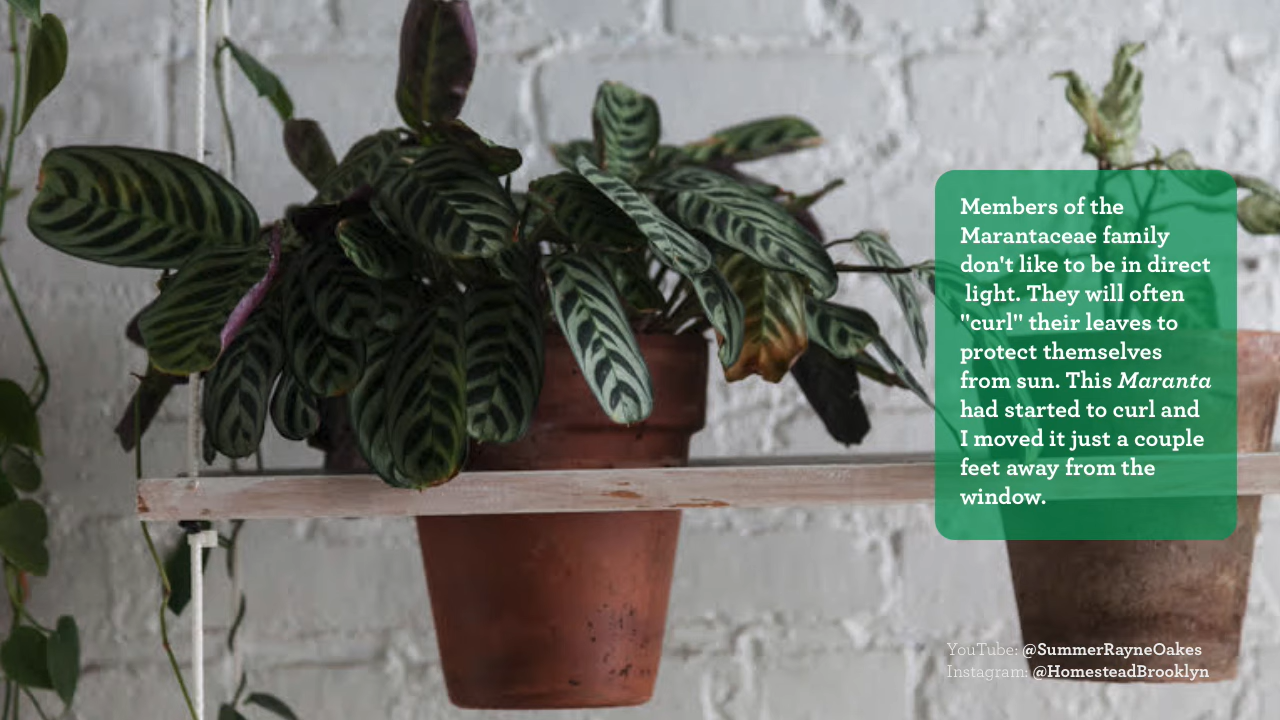 Members of the
Marantaceae family
don't like to be in direct
light. They will often
"curl" their leaves to
protect themselves
from sun. This Maranta
had started to curl and
I moved it just a couple
feet away from the
window.
YouTube: @SummerRayneOakes
Instagram: @HomesteadBrooklyn